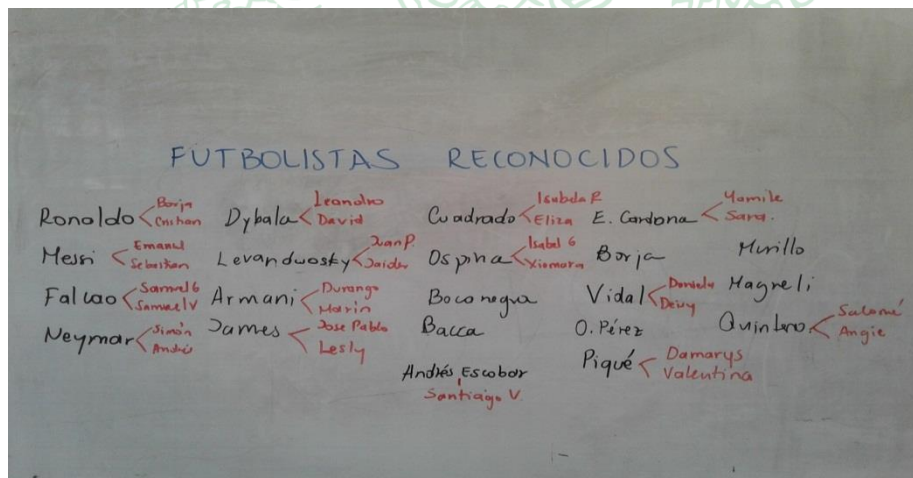 FUTBOLISTAS RECONOCIDOS
Ronaldo
Borja
Cristian
Messi
Emanuel
Sebastian
Falcao
Samuel G
Samuel V
Neymar
Simón
Andrés
Dybala
Leandro
David
Levandwosky
Juan P.
Jaider
Armani
Durango
Marin
James
Jose Pablo
Lesly
Cuadrado
Isabela R
Eliza
Ospina
Isabel G
Xiomara
Boca negra
Bacca
Andrés Escobar
Santiago V.
E. Cardona
Yamile
Sara.
Borja
Vidal
Daniela
Deisy
O. Pérez
Piqué
Damarys
Valentina
Murillo
Magneli
Quintero
Salomé
Angie